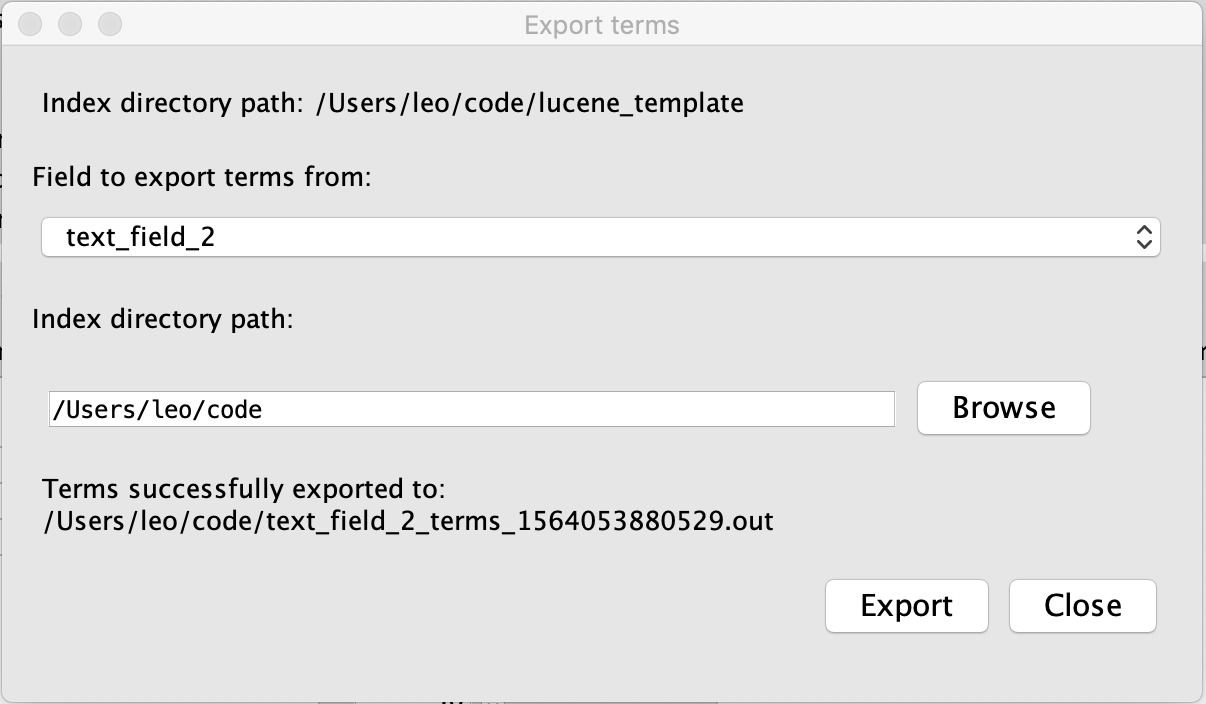 Export terms
Index directory path: /Users/leo/code/lucene_template
Field to export terms from:
text_field_2
Index directory path:
/Users/leo/code
Browse
Terms successfully exported to:
/Users/leo/code/text_field_2_terms_1564053880529.out
Export
Close